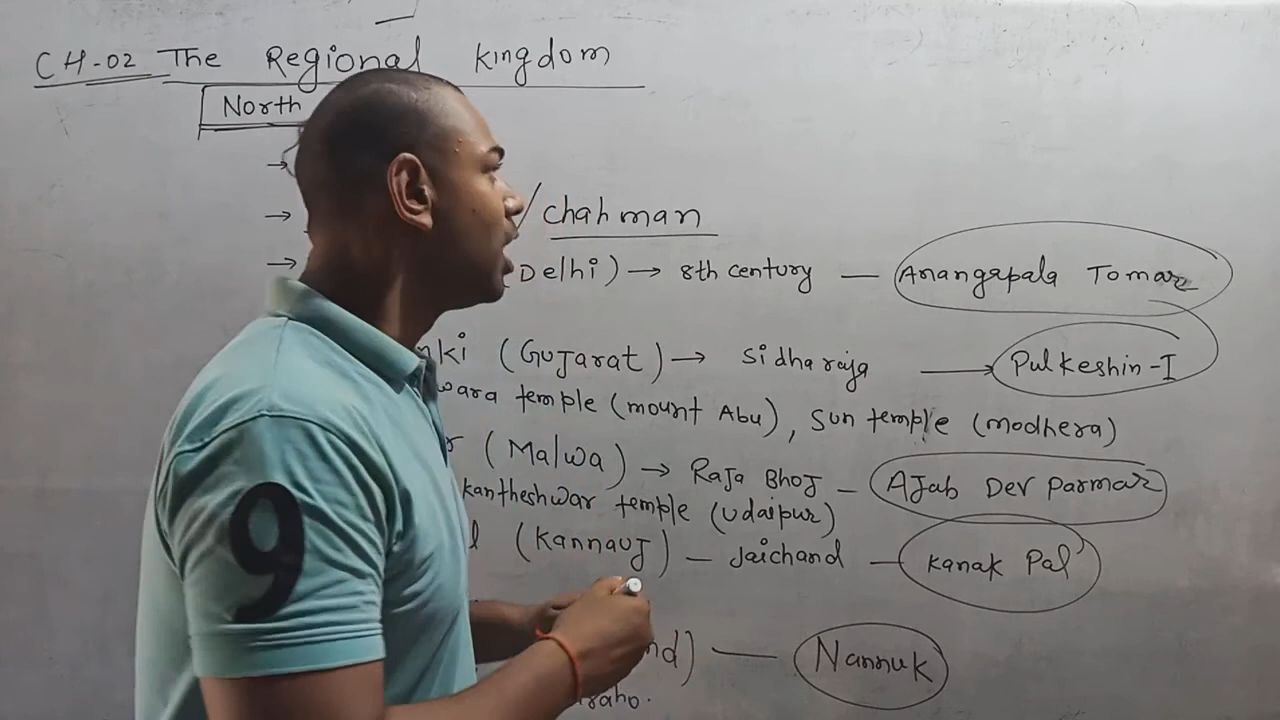 CH-02 The Regional Kingdom
North
→
→ / chahman
→ (Delhi) → 8th century — Anangapala Tomar
nki (Gujarat) → Sidharaja → Pulkeshin-I
wara temple (mount Abu), Sun temple (modhera)
r (Malwa) → Raja Bhoj — Ajab Dev Parmar
kantheshwar temple (Udaipur)
l (Kannauj) — Jaichand — Kanak Pal
nd) — Nannuk
raho.
9